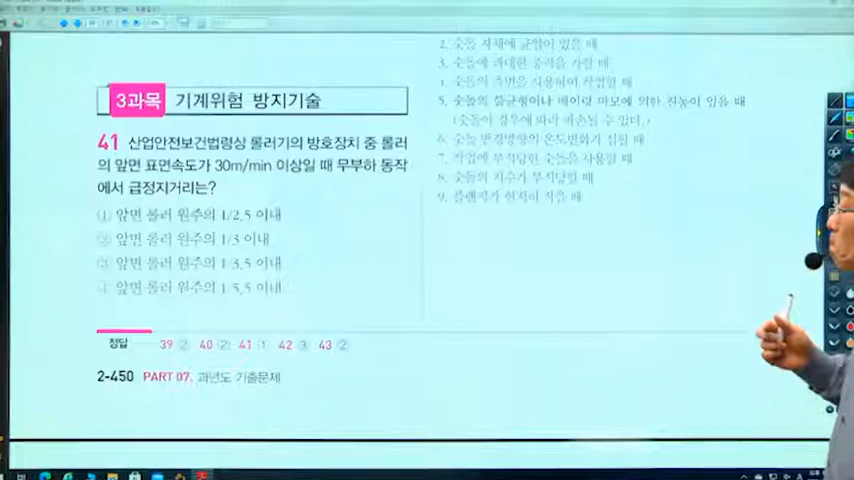 3과목 기계위험 방지기술
41 산업안전보건법령상 롤러기의 방호장치 중 롤러
의 앞면 표면속도가 30m/min 이상일 때 무부하 동작
에서 급정지거리는?
① 앞면 롤러 원주의 1/2.5 이내
② 앞면 롤러 원주의 1/3 이내
③ 앞면 롤러 원주의 1/3.5 이내
④ 앞면 롤러 원주의 1/5.5 이내
2. 숫돌 자체에 균열이 있을 때
3. 숫돌에 과대한 충격을 가할 때
4. 숫돌의 측면을 사용하여 작업할 때
5. 숫돌의 불균형이나 베어링 마모에 의한 진동이 있을 때
(숫돌이 경우에 따라 파손될 수 있다.)
6. 숫돌 반경방향의 온도변화가 심할 때
7. 작업에 부적당한 숫돌을 사용할 때
8. 숫돌의 치수가 부적당할 때
9. 플랜지가 현저히 작을 때
정답 39 ② 40 ② 41 ① 42 ③ 43 ②
2-450 PART 07. 과년도 기출문제